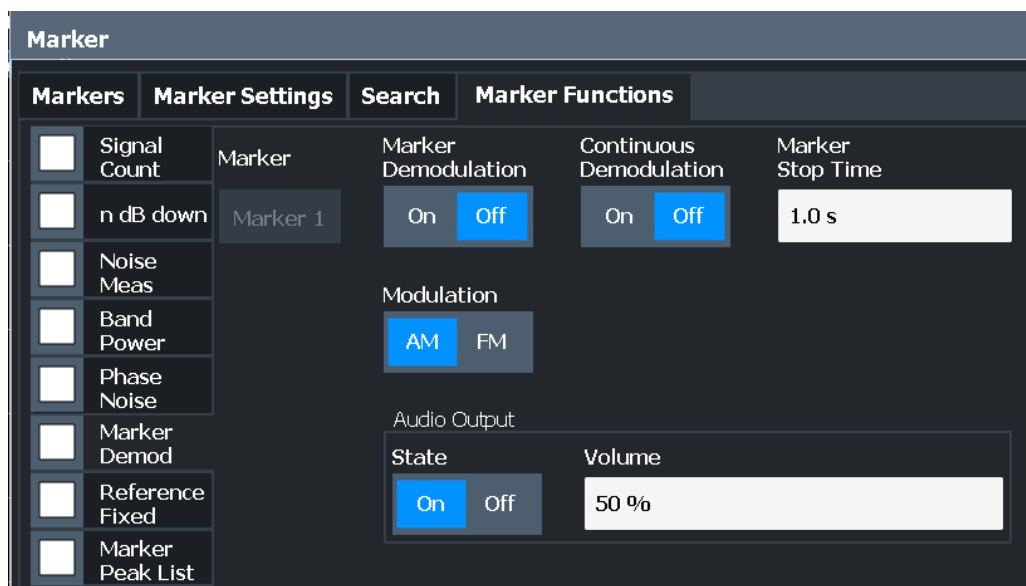 Marker
Markers Marker Settings Search Marker Functions
Signal
Count
n dB down
Noise
Meas
Band
Power
Phase
Noise
Marker
Demod
Reference
Fixed
Marker
Peak List
Marker
Marker 1
Marker
Demodulation
On Off
Continuous
Demodulation
On Off
Marker
Stop Time
1.0 s
Modulation
AM FM
Audio Output
State
On Off
Volume
50 %